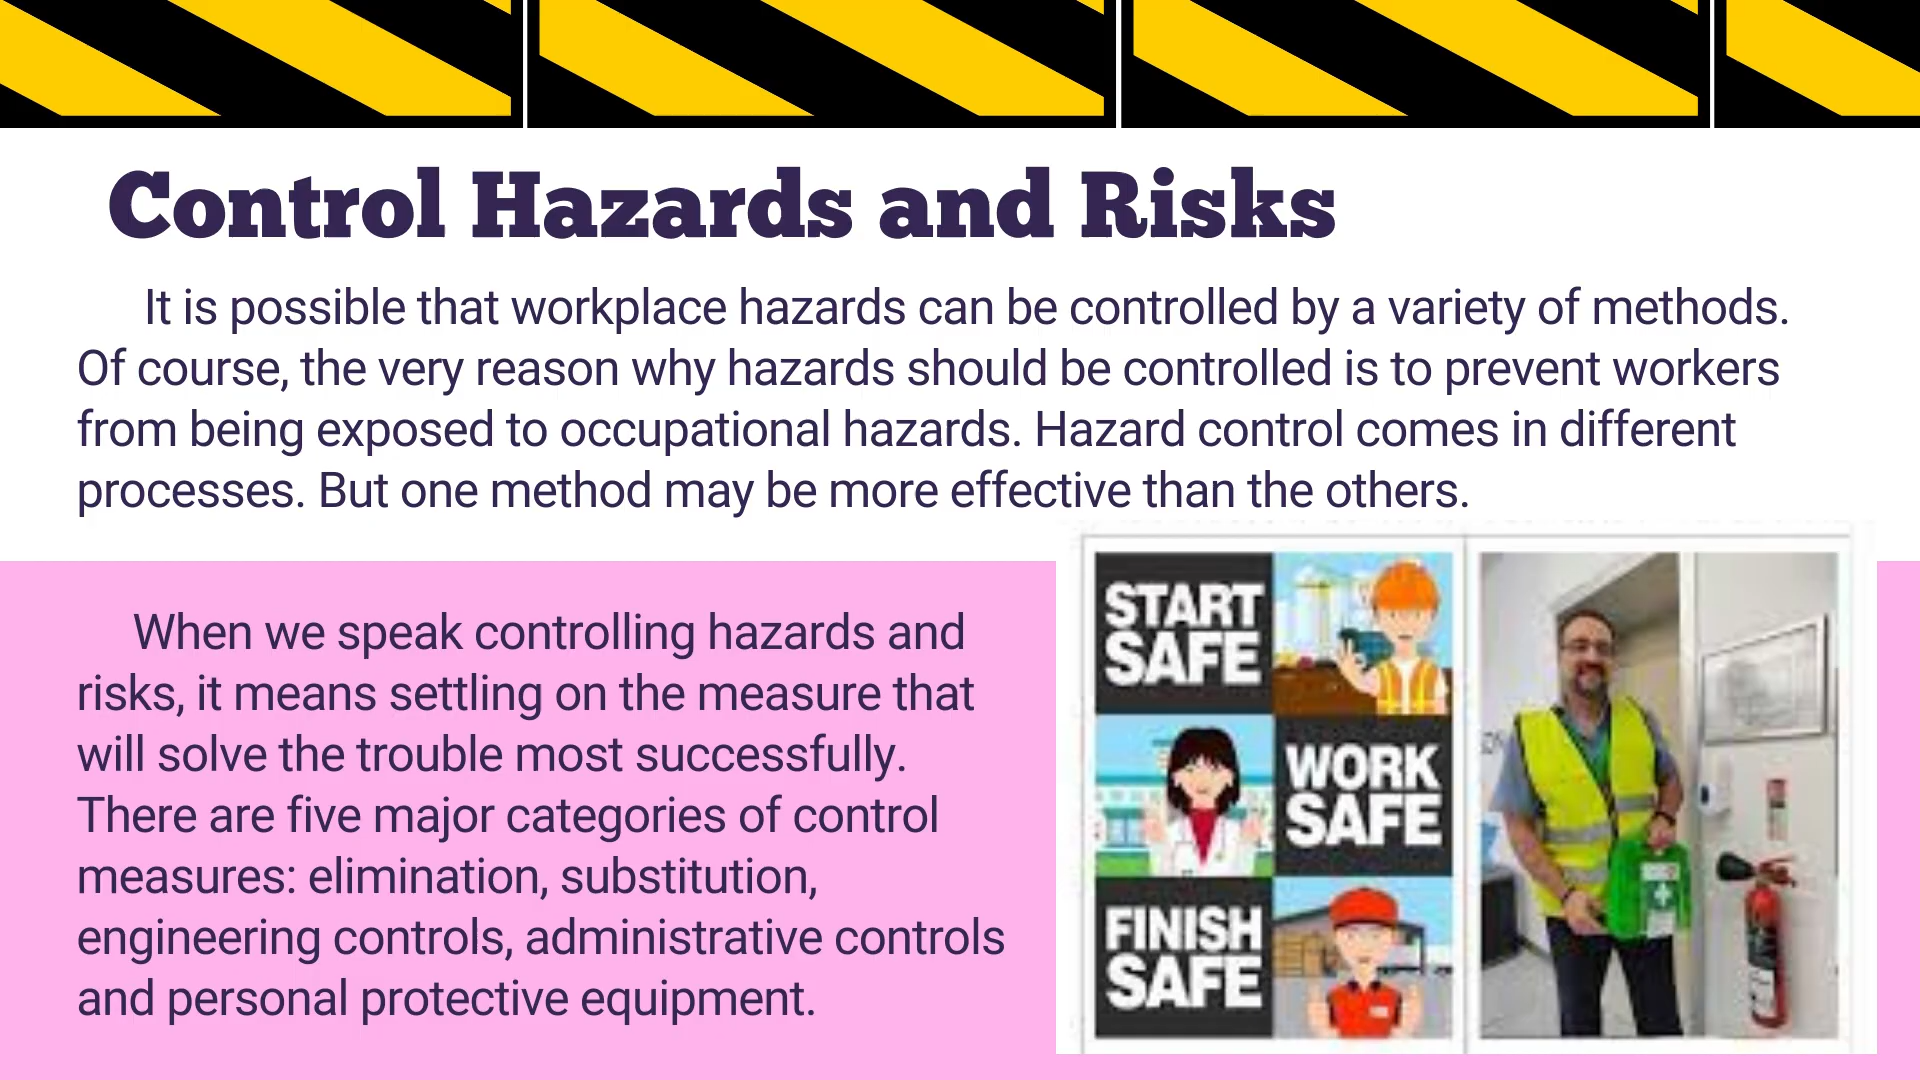 Control Hazards and Risks
It is possible that workplace hazards can be controlled by a variety of methods.
Of course, the very reason why hazards should be controlled is to prevent workers
from being exposed to occupational hazards. Hazard control comes in different
processes. But one method may be more effective than the others.
When we speak controlling hazards and
risks, it means settling on the measure that
will solve the trouble most successfully.
There are five major categories of control
measures: elimination, substitution,
engineering controls, administrative controls
and personal protective equipment.
START
SAFE
WORK
SAFE
FINISH
SAFE